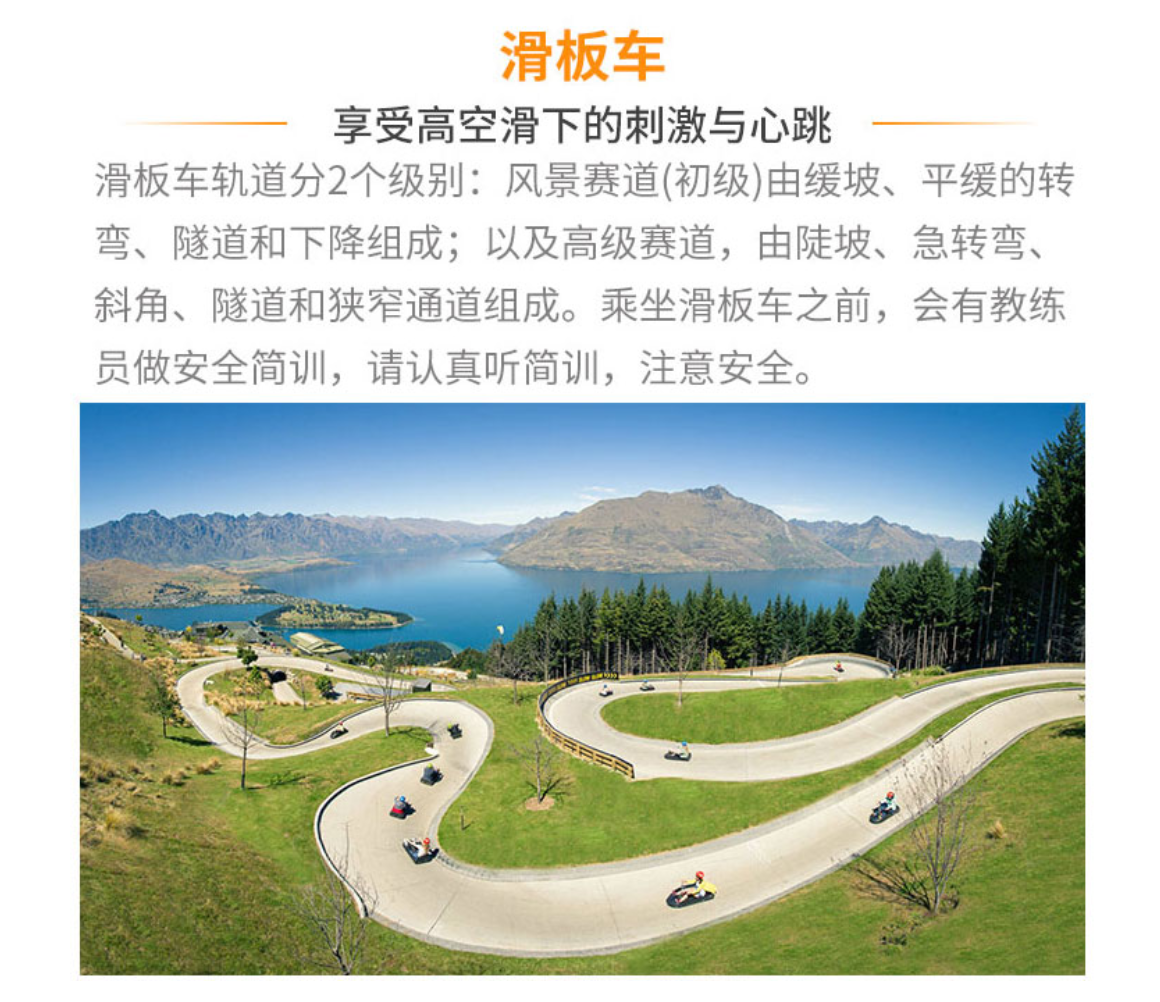 滑板车
享受高空滑下的刺激与心跳
滑板车轨道分2个级别：风景赛道(初级)由缓坡、平缓的转
弯、隧道和下降组成；以及高级赛道，由陡坡、急转弯、
斜角、隧道和狭窄通道组成。乘坐滑板车之前，会有教练
员做安全简训，请认真听简训，注意安全。